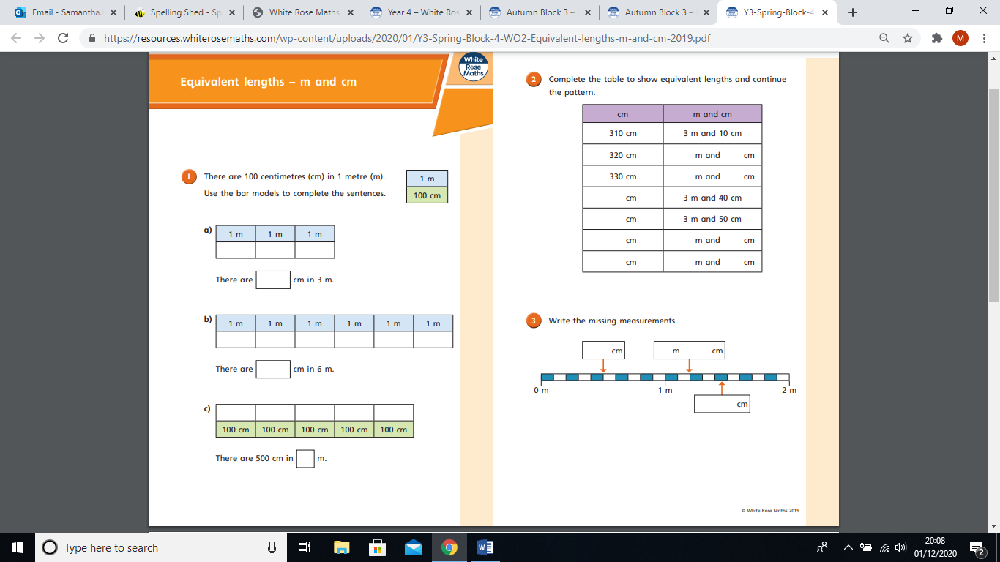 Email - Samantha.
Spelling Shed - Sp
White Rose Maths
Year 4 – White Ros
Autumn Block 3 –
Autumn Block 3 –
Y3-Spring-Block-4
https://resources.whiterosemaths.com/wp-content/uploads/2020/01/Y3-Spring-Block-4-WO2-Equivalent-lengths-m-and-cm-2019.pdf
M
Equivalent lengths – m and cm
White
Rose
Maths
1 There are 100 centimetres (cm) in 1 metre (m).
Use the bar models to complete the sentences.
1 m
100 cm
a) 1 m 1 m 1 m
There are cm in 3 m.
b) 1 m 1 m 1 m 1 m 1 m 1 m
There are cm in 6 m.
c)
100 cm 100 cm 100 cm 100 cm 100 cm
There are 500 cm in m.
2 Complete the table to show equivalent lengths and continue
the pattern.
cm m and cm
310 cm 3 m and 10 cm
320 cm m and cm
330 cm m and cm
cm 3 m and 40 cm
cm 3 m and 50 cm
cm m and cm
cm m and cm
3 Write the missing measurements.
cm m cm
0 m 1 m 2 m
cm
© White Rose Maths 2019
Type here to search
20:08
01/12/2020
2